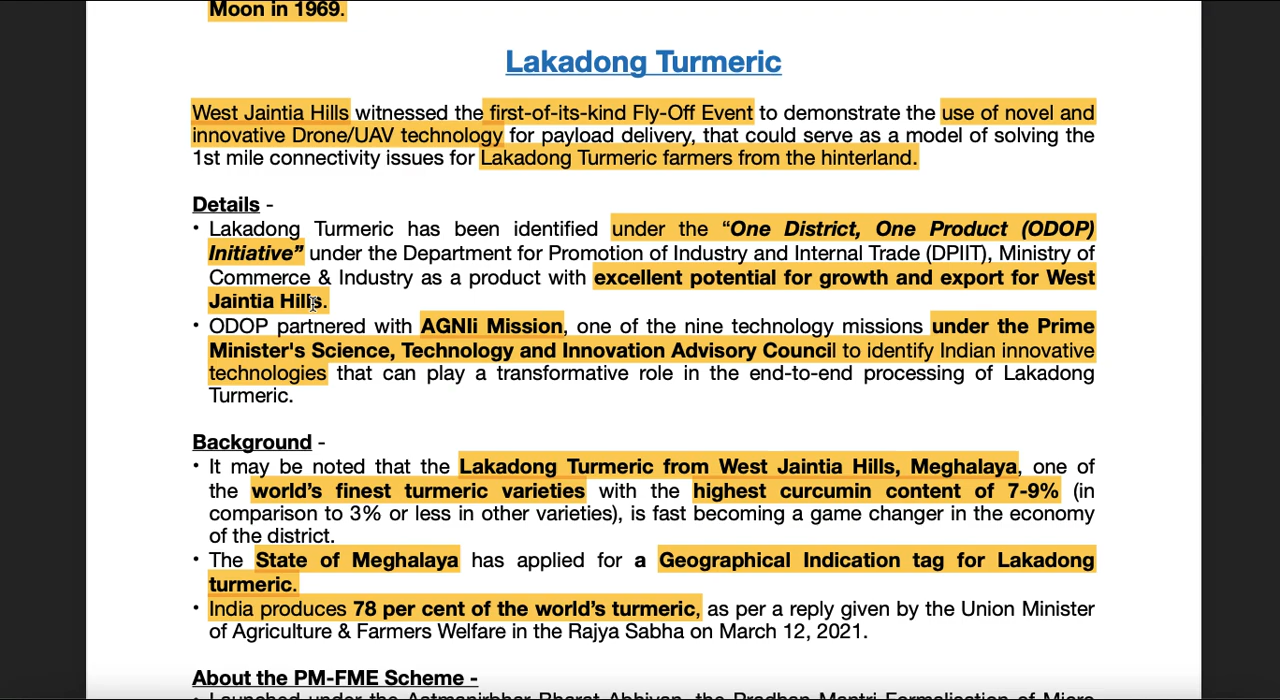 Moon in 1969.
Lakadong Turmeric
West Jaintia Hills witnessed the first-of-its-kind Fly-Off Event to demonstrate the use of novel and
innovative Drone/UAV technology for payload delivery, that could serve as a model of solving the
1st mile connectivity issues for Lakadong Turmeric farmers from the hinterland.
Details -
• Lakadong Turmeric has been identified under the “One District, One Product (ODOP)
Initiative” under the Department for Promotion of Industry and Internal Trade (DPIIT), Ministry of
Commerce & Industry as a product with excellent potential for growth and export for West
Jaintia Hills.
• ODOP partnered with AGNIi Mission, one of the nine technology missions under the Prime
Minister's Science, Technology and Innovation Advisory Council to identify Indian innovative
technologies that can play a transformative role in the end-to-end processing of Lakadong
Turmeric.
Background -
• It may be noted that the Lakadong Turmeric from West Jaintia Hills, Meghalaya, one of
the world’s finest turmeric varieties with the highest curcumin content of 7-9% (in
comparison to 3% or less in other varieties), is fast becoming a game changer in the economy
of the district.
• The State of Meghalaya has applied for a Geographical Indication tag for Lakadong
turmeric.
• India produces 78 per cent of the world’s turmeric, as per a reply given by the Union Minister
of Agriculture & Farmers Welfare in the Rajya Sabha on March 12, 2021.
About the PM-FME Scheme -
• Launched under the Aatmanirbhar Bharat Abhiyan, the Pradhan Mantri Formalisation of Micro